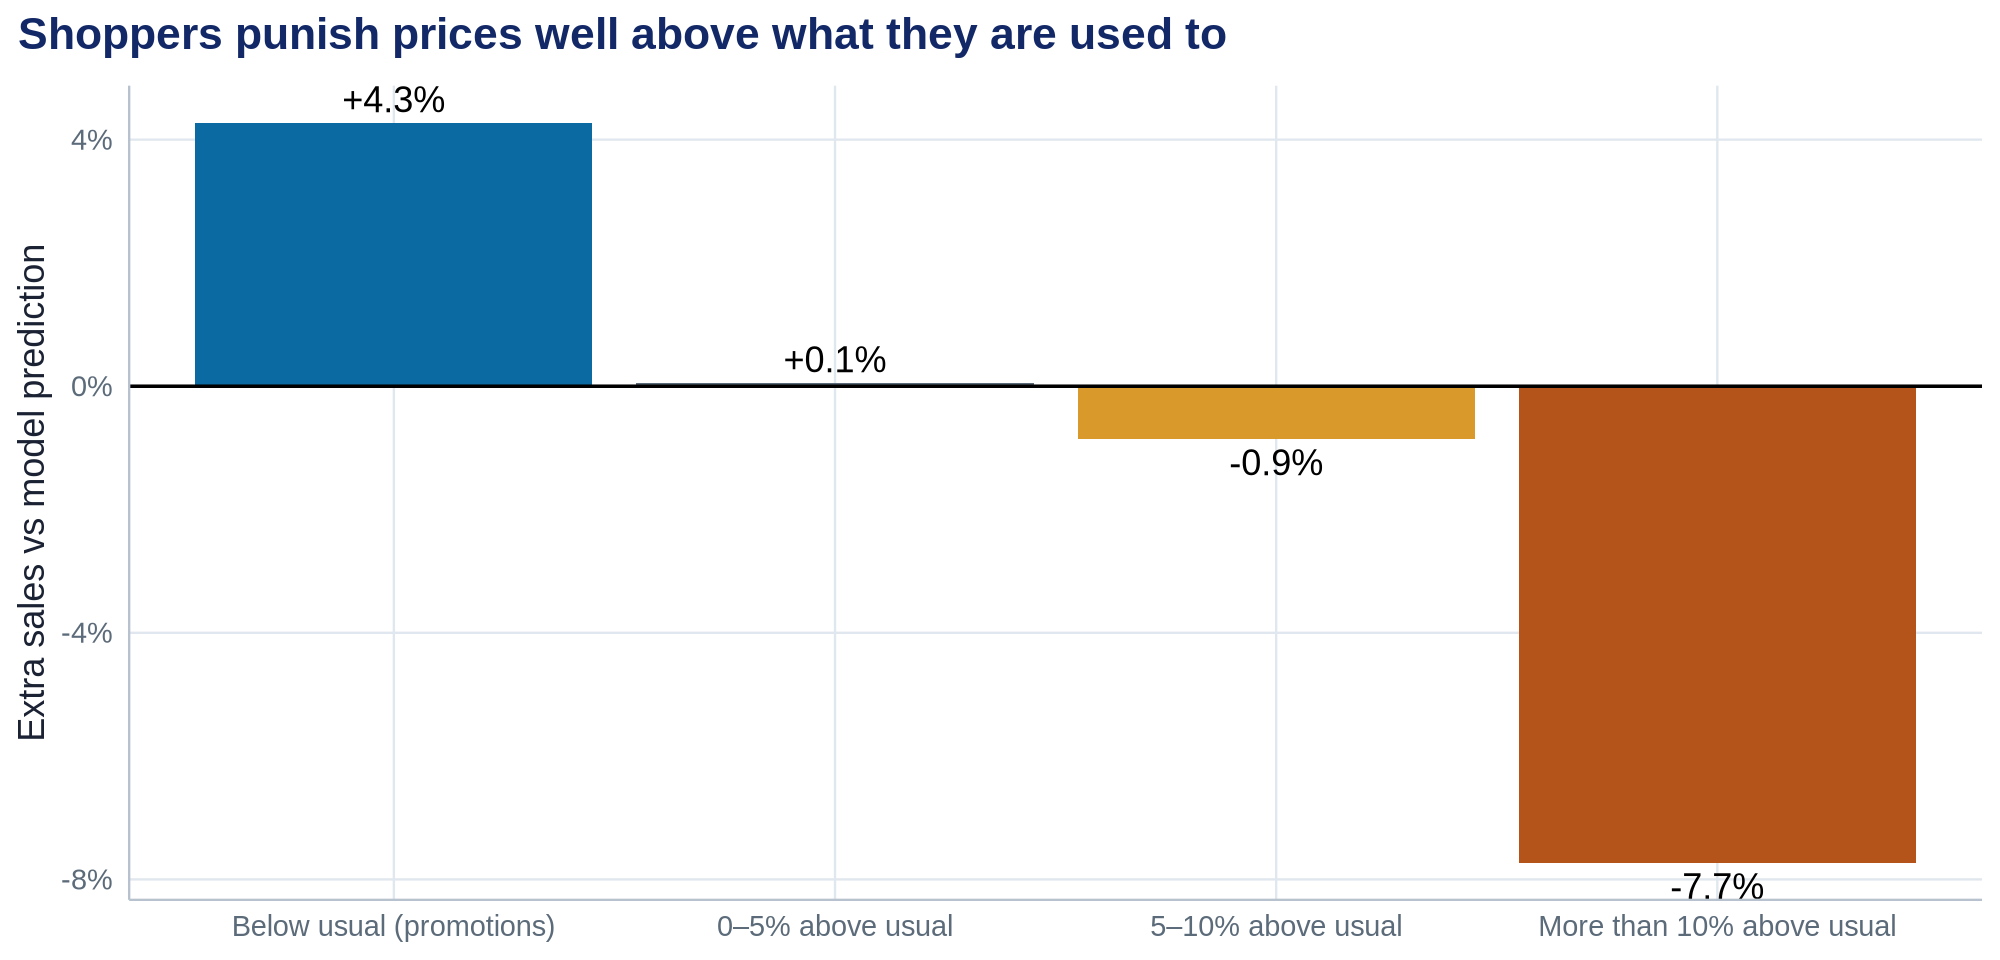 Shoppers punish prices well above what they are used to
Extra sales vs model prediction
4%
0%
-4%
-8%
+4.3%
+0.1%
-0.9%
-7.7%
Below usual (promotions)
0–5% above usual
5–10% above usual
More than 10% above usual